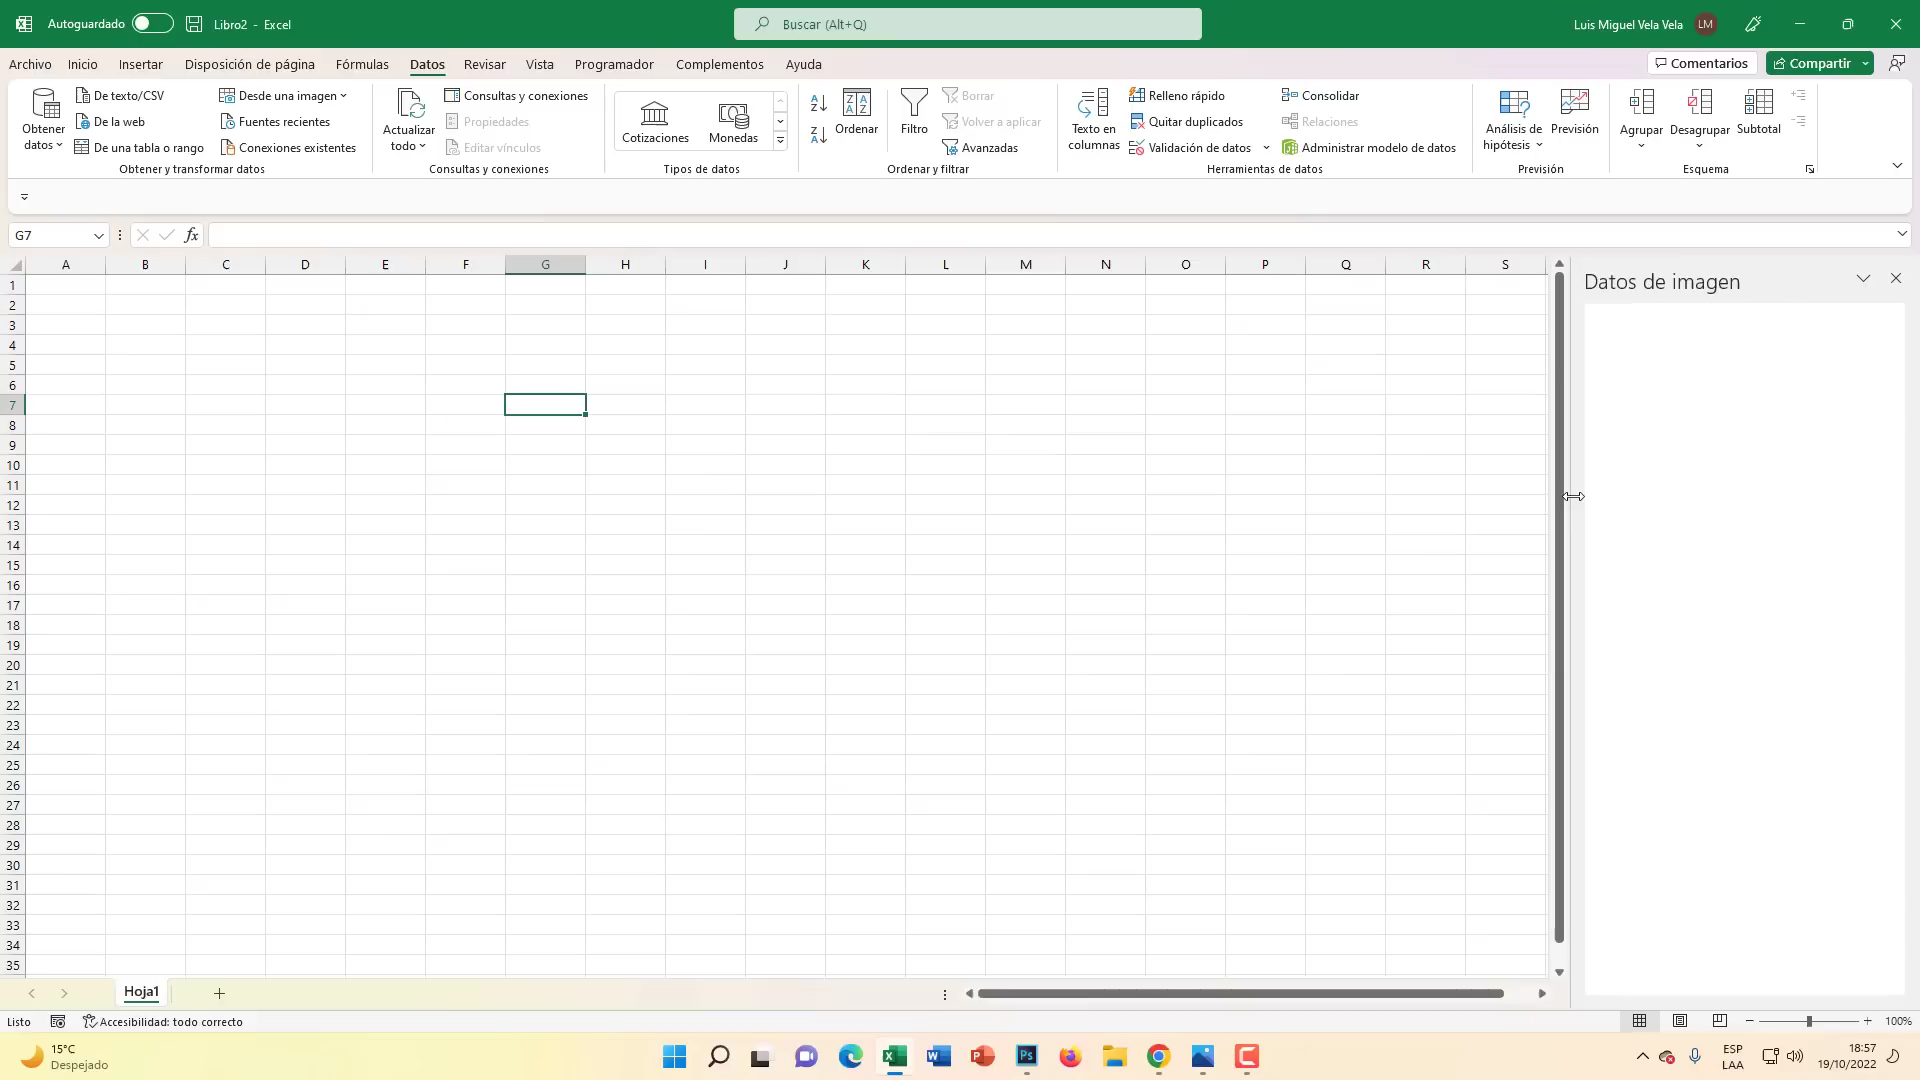 Autoguardado
Libro2 - Excel
Buscar (Alt+Q)
Luis Miguel Vela Vela
LM
Archivo Inicio Insertar Disposición de página Fórmulas Datos Revisar Vista Programador Complementos Ayuda
Comentarios
Compartir
Obtener datos
De texto/CSV
De la web
De una tabla o rango
Desde una imagen
Fuentes recientes
Conexiones existentes
Obtener y transformar datos
Actualizar todo
Consultas y conexiones
Propiedades
Editar vínculos
Consultas y conexiones
Cotizaciones
Monedas
Tipos de datos
Ordenar
Filtro
Borrar
Volver a aplicar
Avanzadas
Ordenar y filtrar
Texto en columnas
Relleno rápido
Quitar duplicados
Validación de datos
Consolidar
Relaciones
Administrar modelo de datos
Herramientas de datos
Análisis de hipótesis
Previsión
Previsión
Agrupar
Desagrupar
Subtotal
Esquema
G7
fx
A B C D E F G H I J K L M N O P Q R S
1
2
3
4
5
6
7
8
9
10
11
12
13
14
15
16
17
18
19
20
21
22
23
24
25
26
27
28
29
30
31
32
33
34
35
Datos de imagen
Hoja1
Listo
Accesibilidad: todo correcto
100%
15°C
Despejado
ESP
LAA
18:57
19/10/2022